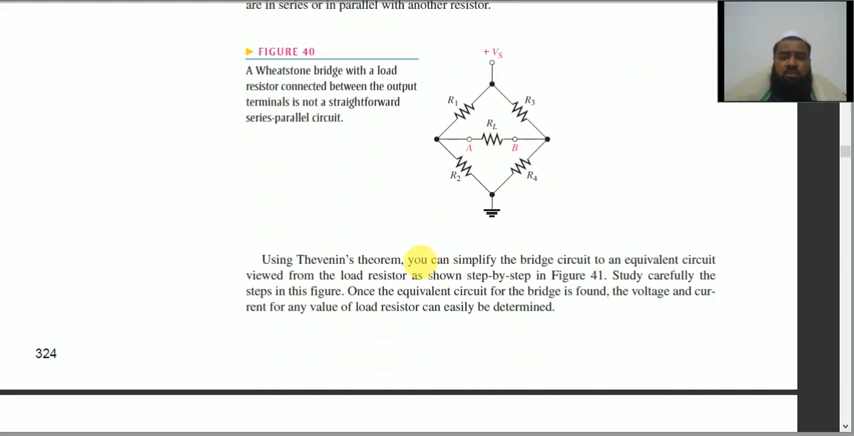 are in series or in parallel with another resistor.
► FIGURE 40
A Wheatstone bridge with a load
resistor connected between the output
terminals is not a straightforward
series-parallel circuit.
+ VS
R1
R3
RL
A
B
R2
R4
Using Thevenin's theorem, you can simplify the bridge circuit to an equivalent circuit
viewed from the load resistor as shown step-by-step in Figure 41. Study carefully the
steps in this figure. Once the equivalent circuit for the bridge is found, the voltage and cur-
rent for any value of load resistor can easily be determined.
324